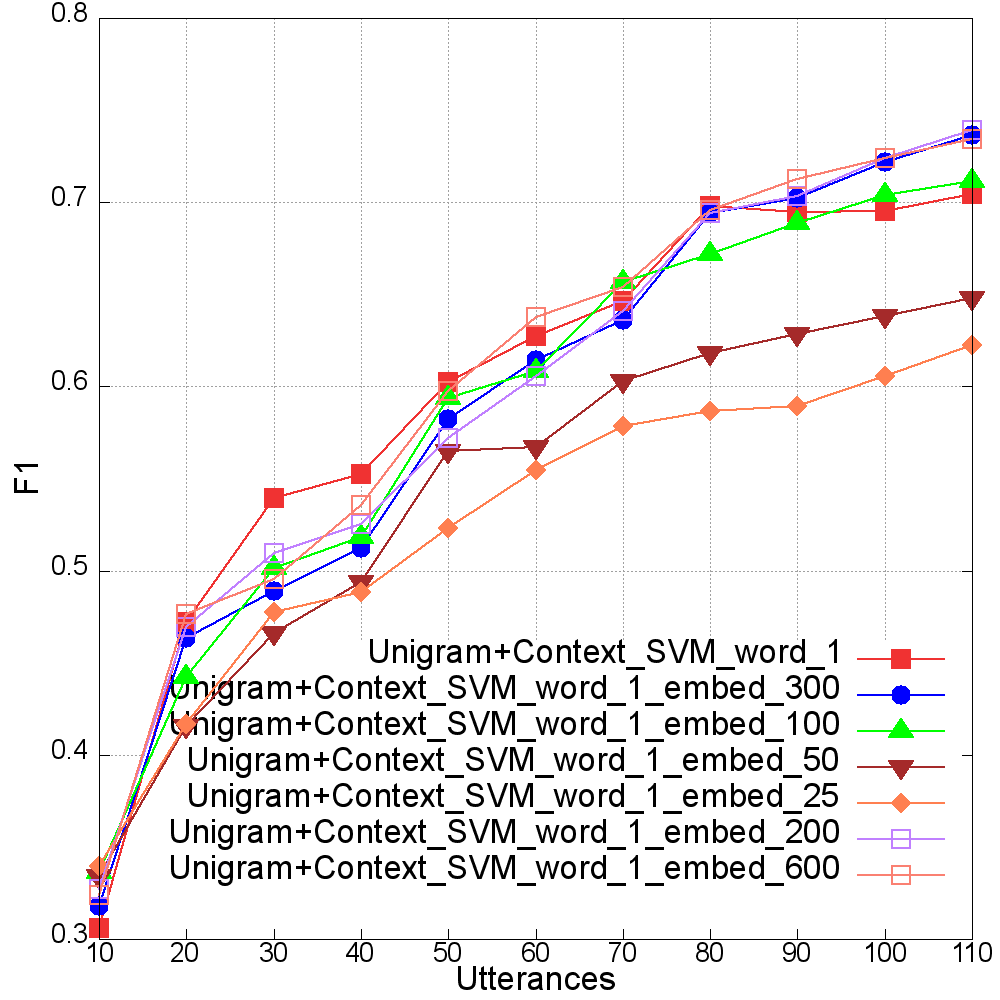 0.8
0.7
0.6
0.5
0.4
0.3
F1
Unigram+Context_SVM_word_1
Unigram+Context_SVM_word_1_embed_300
Unigram+Context_SVM_word_1_embed_100
Unigram+Context_SVM_word_1_embed_50
Unigram+Context_SVM_word_1_embed_25
Unigram+Context_SVM_word_1_embed_200
Unigram+Context_SVM_word_1_embed_600
10 20 30 40 50 60 70 80 90 100 110
Utterances